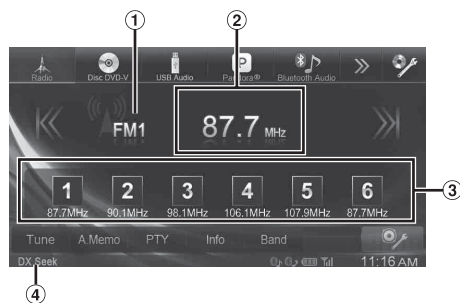 ① ②
Radio Disc DVD-V USB Audio Pandora® Bluetooth Audio
FM1 87.7 MHz
1 2 3 4 5 6
87.7MHz 90.1MHz 98.1MHz 106.1MHz 107.9MHz 87.7MHz
③
Tune A.Memo PTY Info Band
DX Seek 11:16 AM
④